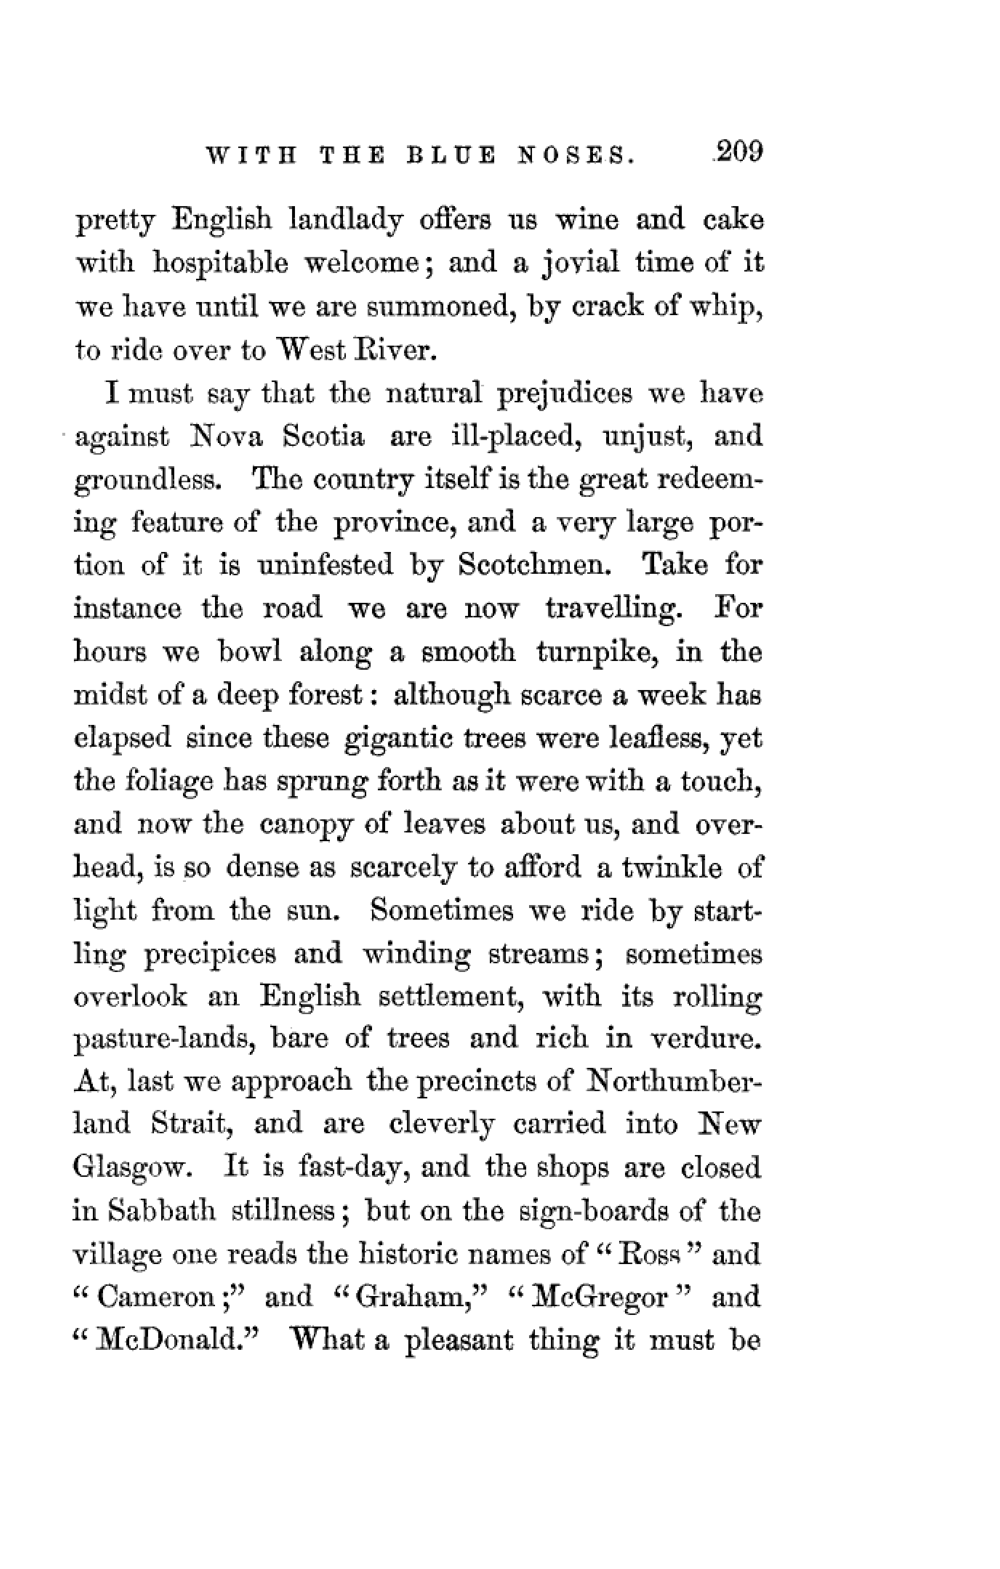 WITH THE BLUE NOSES. 209
pretty English landlady offers us wine and cake
with hospitable welcome; and a jovial time of it
we have until we are summoned, by crack of whip,
to ride over to West River.
I must say that the natural prejudices we have
against Nova Scotia are ill-placed, unjust, and
groundless. The country itself is the great redeem-
ing feature of the province, and a very large por-
tion of it is uninfested by Scotchmen. Take for
instance the road we are now travelling. For
hours we bowl along a smooth turnpike, in the
midst of a deep forest: although scarce a week has
elapsed since these gigantic trees were leafless, yet
the foliage has sprung forth as it were with a touch,
and now the canopy of leaves about us, and over-
head, is so dense as scarcely to afford a twinkle of
light from the sun. Sometimes we ride by start-
ling precipices and winding streams; sometimes
overlook an English settlement, with its rolling
pasture-lands, bare of trees and rich in verdure.
At, last we approach the precincts of Northumber-
land Strait, and are cleverly carried into New
Glasgow. It is fast-day, and the shops are closed
in Sabbath stillness; but on the sign-boards of the
village one reads the historic names of “Ross” and
“Cameron;” and “Graham,” “McGregor” and
“McDonald.” What a pleasant thing it must be